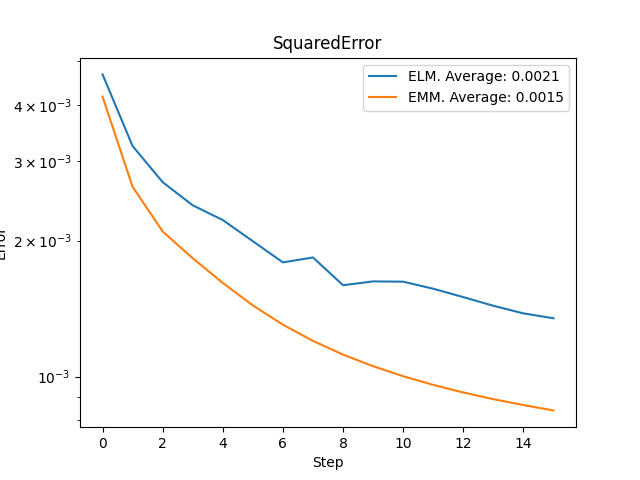 SquaredError
ELM. Average: 0.0021
EMM. Average: 0.0015
4 × 10⁻³
3 × 10⁻³
2 × 10⁻³
10⁻³
Error
0 2 4 6 8 10 12 14
Step